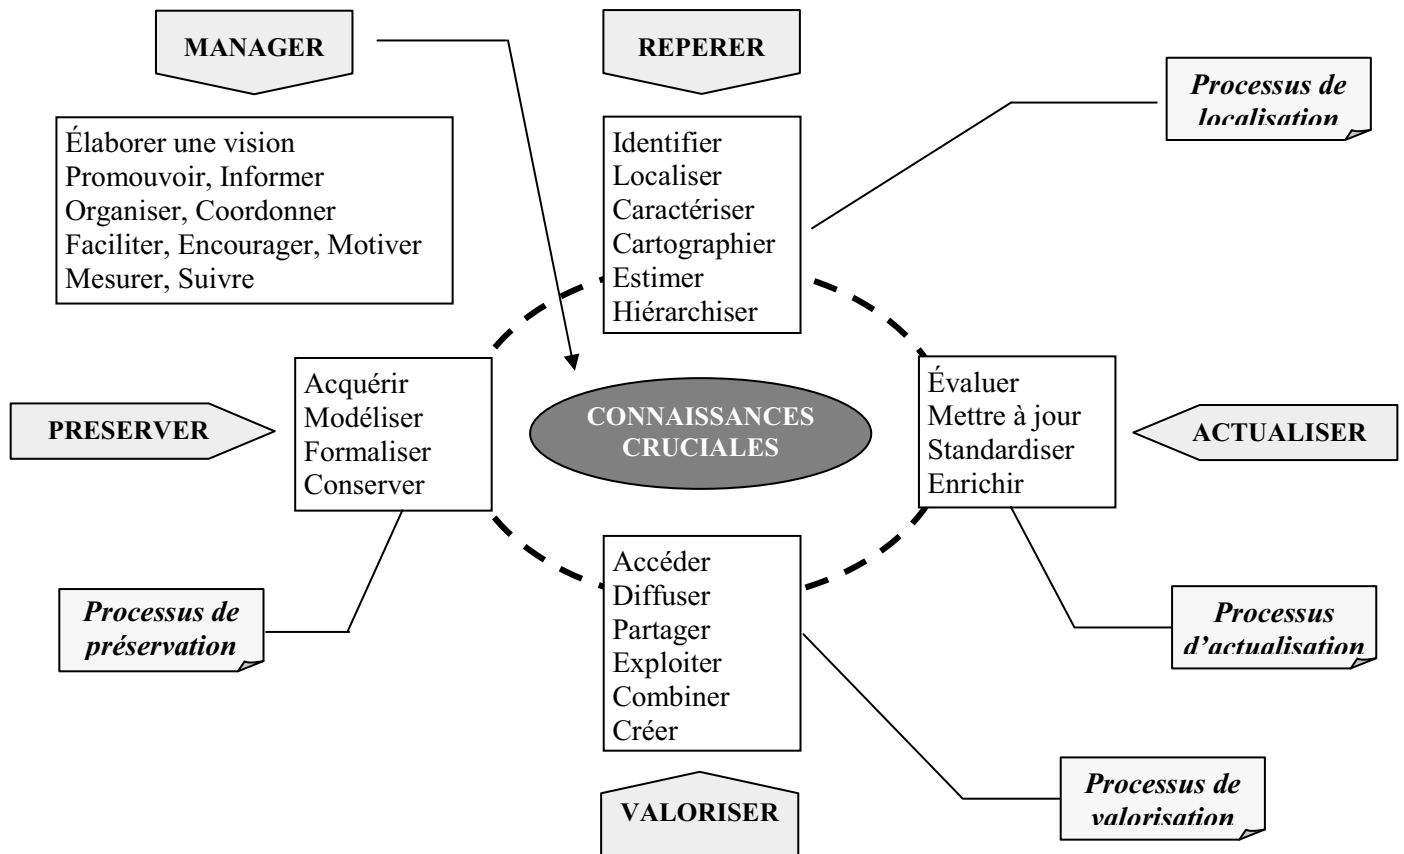 MANAGER
Élaborer une vision
Promouvoir, Informer
Organiser, Coordonner
Faciliter, Encourager, Motiver
Mesurer, Suivre
REPERER
Identifier
Localiser
Caractériser
Cartographier
Estimer
Hiérarchiser
Processus de
localisation
PRESERVER
Acquérir
Modéliser
Formaliser
Conserver
CONNAISSANCES
CRUCIALES
Évaluer
Mettre à jour
Standardiser
Enrichir
ACTUALISER
Processus de
préservation
Accéder
Diffuser
Partager
Exploiter
Combiner
Créer
Processus
d’actualisation
VALORISER
Processus de
valorisation